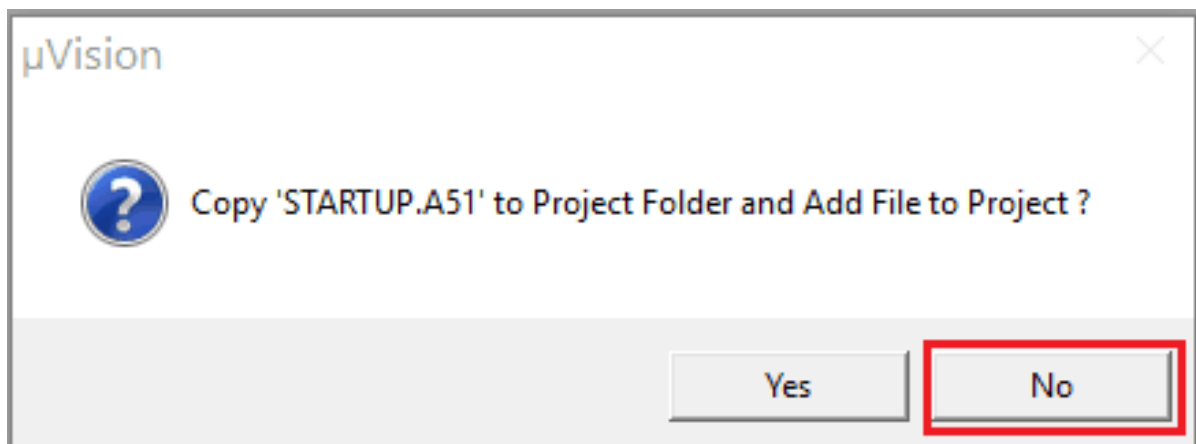 µVision
Copy 'STARTUP.A51' to Project Folder and Add File to Project ?
Yes
No